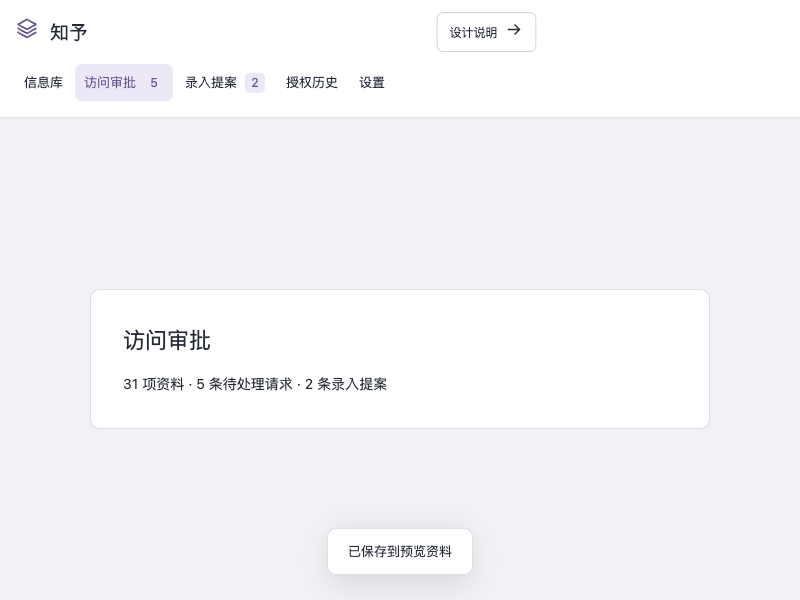 知予
设计说明
信息库
访问审批 5
录入提案 2
授权历史
设置
访问审批
31 项资料 · 5 条待处理请求 · 2 条录入提案
已保存到预览资料